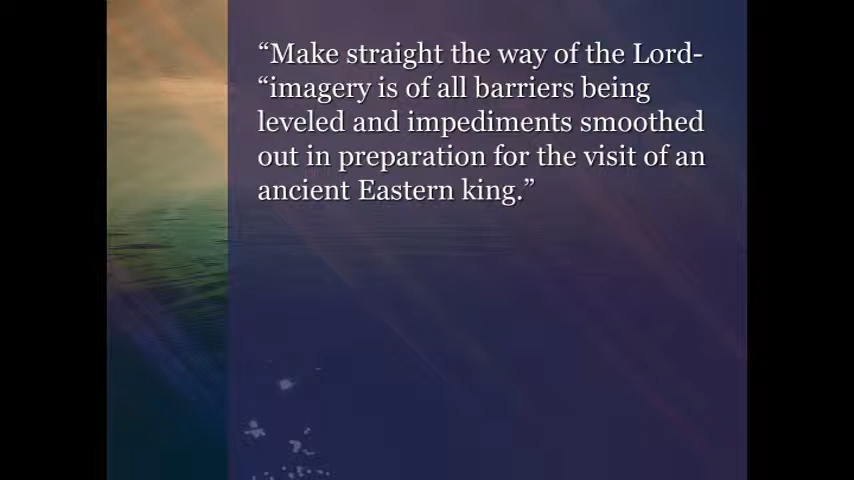 “Make straight the way of the Lord-
“imagery is of all barriers being
leveled and impediments smoothed
out in preparation for the visit of an
ancient Eastern king.”